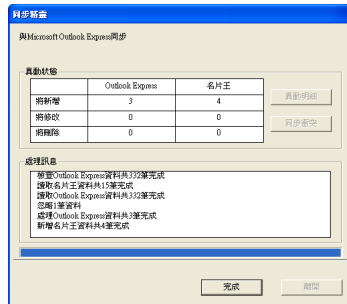 同步精靈
與Microsoft Outlook Express同步
異動狀態
Outlook Express 名片王
將新增 3 4
將修改 0 0
將刪除 0 0
異動明細
同步衝突
處理訊息
檢查Outlook Express資料共332筆完成
讀取名片王資料共15筆完成
讀取Outlook Express資料共332筆完成
忽略1筆資料
處理Outlook Express資料共3筆完成
新增名片王資料共4筆完成
完成 離開